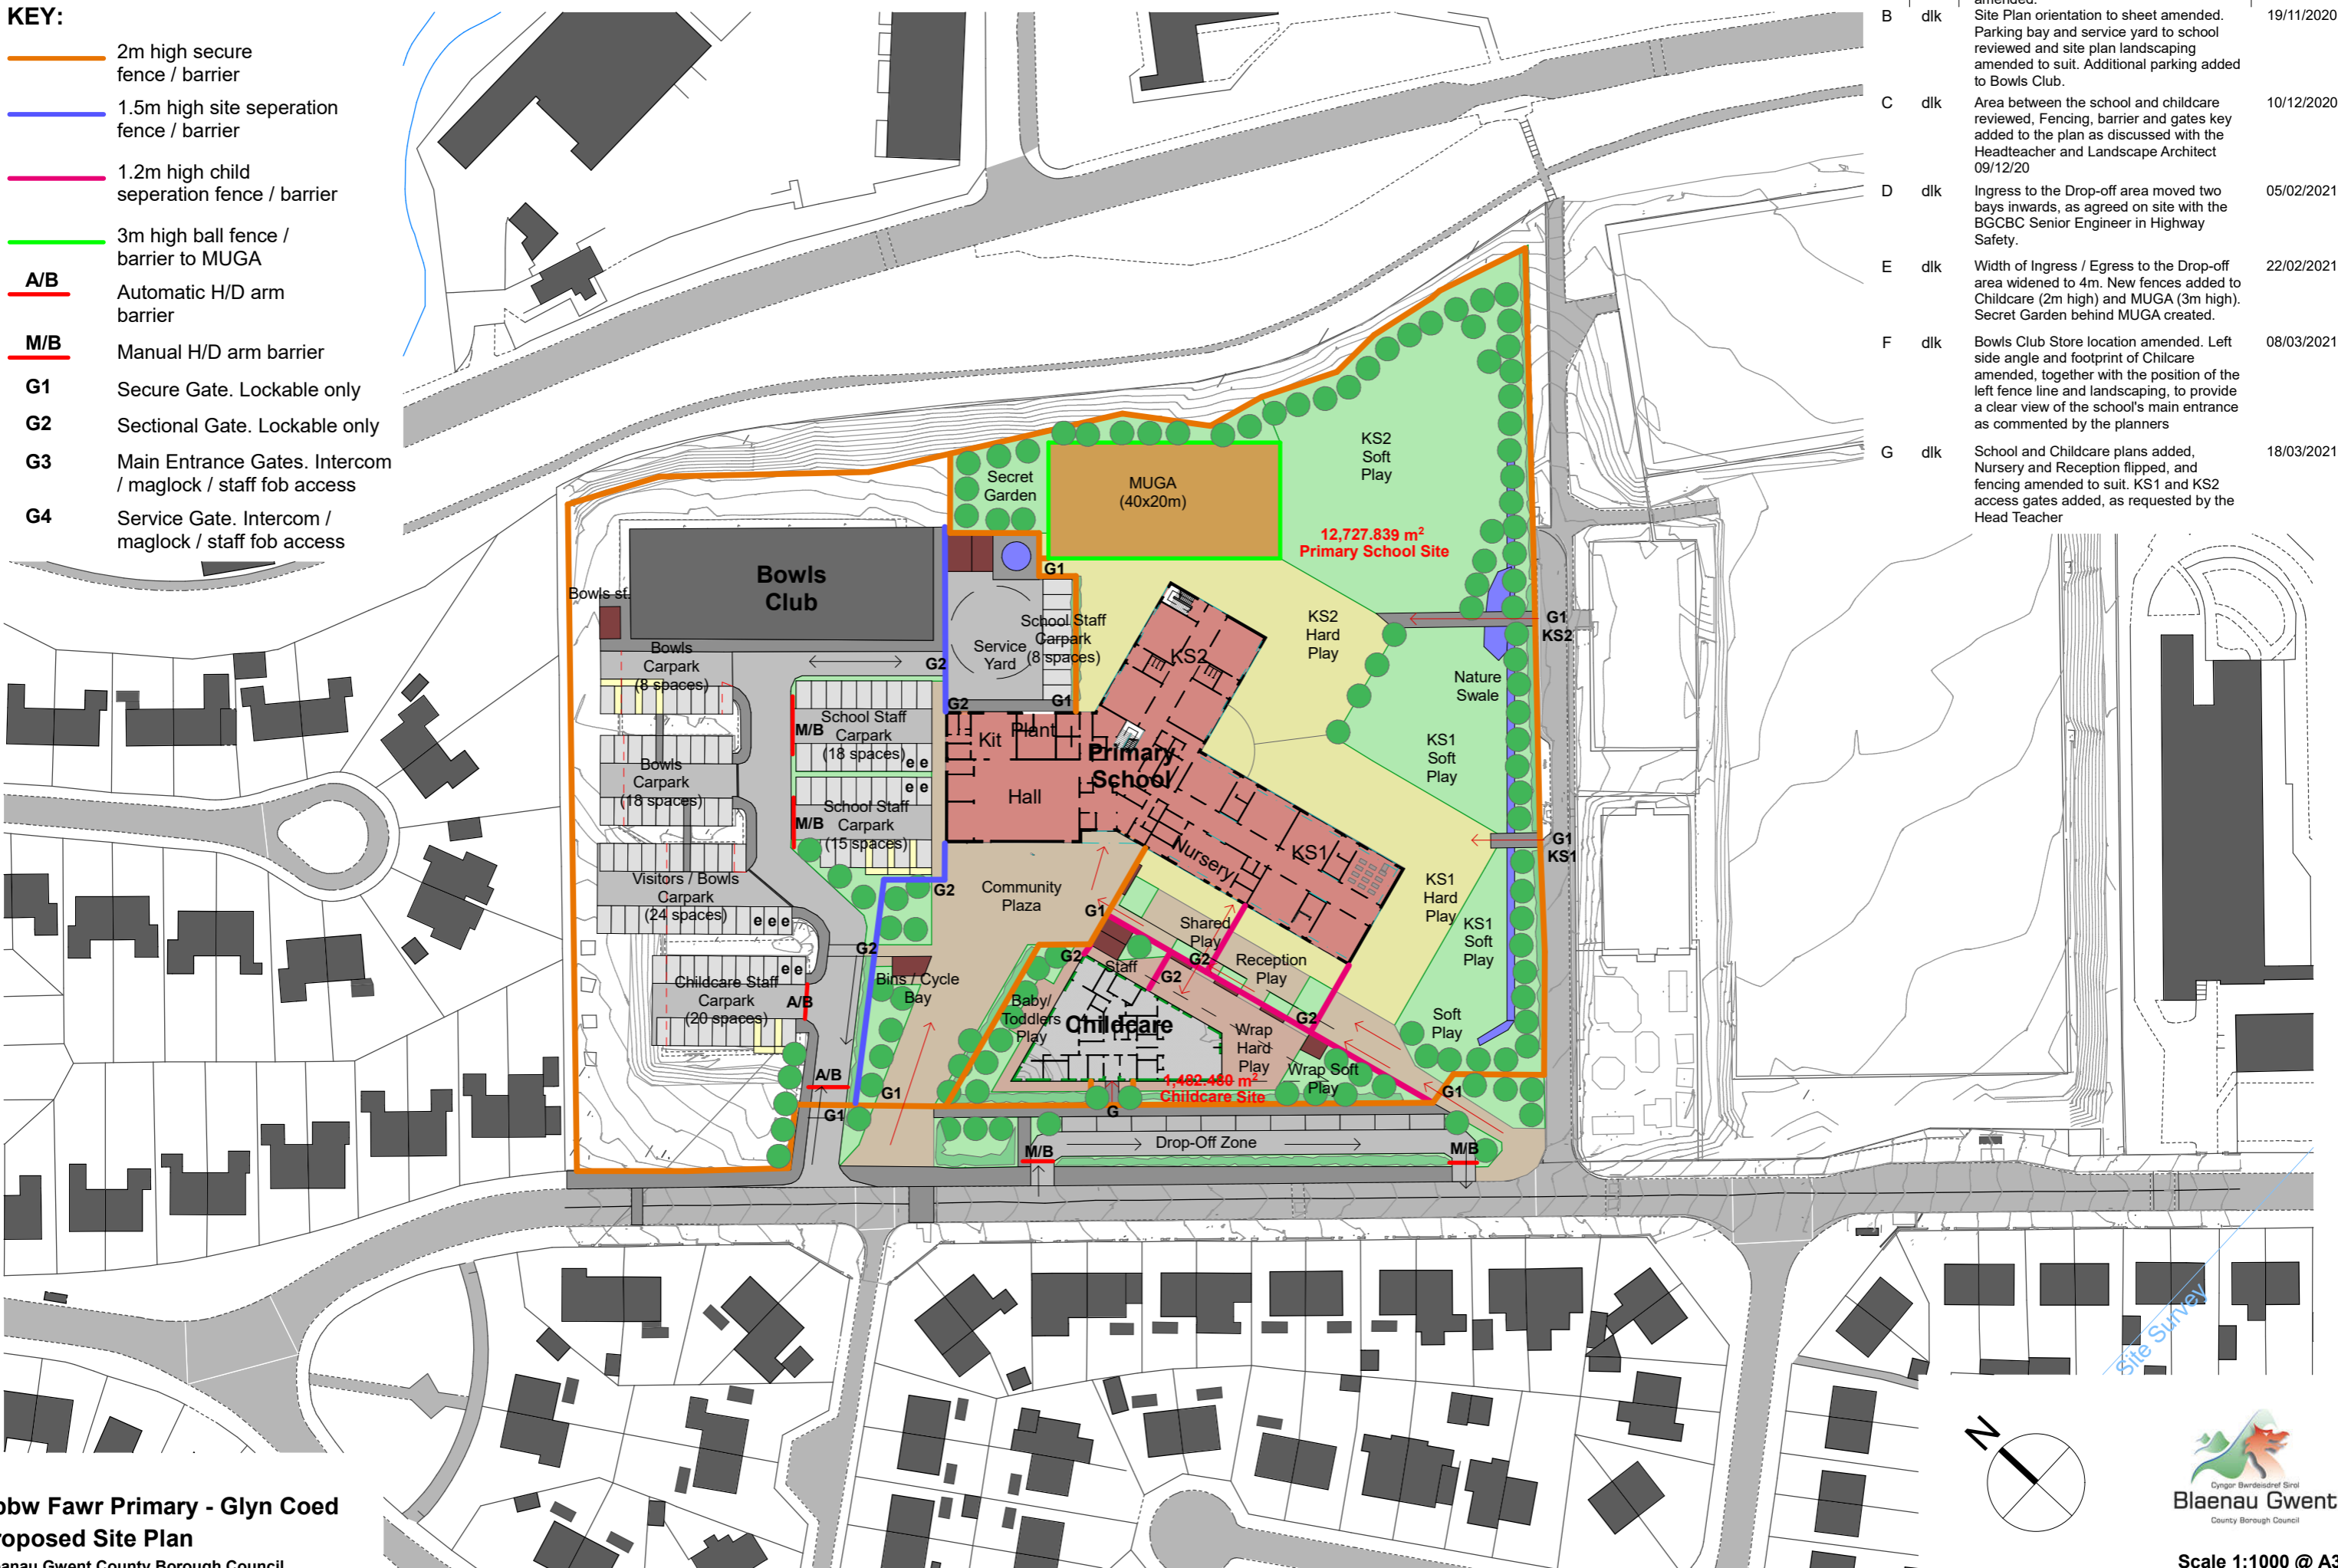 KEY:
2m high secure
fence / barrier
1.5m high site seperation
fence / barrier
1.2m high child
seperation fence / barrier
3m high ball fence /
barrier to MUGA
A/B
Automatic H/D arm
barrier
M/B
Manual H/D arm barrier
G1
Secure Gate. Lockable only
G2
Sectional Gate. Lockable only
G3
Main Entrance Gates. Intercom
/ maglock / staff fob access
G4
Service Gate. Intercom /
maglock / staff fob access
amended.
B dlk Site Plan orientation to sheet amended. 19/11/2020
Parking bay and service yard to school
reviewed and site plan landscaping
amended to suit. Additional parking added
to Bowls Club.
C dlk Area between the school and childcare 10/12/2020
reviewed, Fencing, barrier and gates key
added to the plan as discussed with the
Headteacher and Landscape Architect
09/12/20
D dlk Ingress to the Drop-off area moved two 05/02/2021
bays inwards, as agreed on site with the
BGCBC Senior Engineer in Highway
Safety.
E dlk Width of Ingress / Egress to the Drop-off 22/02/2021
area widened to 4m. New fences added to
Childcare (2m high) and MUGA (3m high).
Secret Garden behind MUGA created.
F dlk Bowls Club Store location amended. Left 08/03/2021
side angle and footprint of Chilcare
amended, together with the position of the
left fence line and landscaping, to provide
a clear view of the school's main entrance
as commented by the planners
G dlk School and Childcare plans added, 18/03/2021
Nursery and Reception flipped, and
fencing amended to suit. KS1 and KS2
access gates added, as requested by the
Head Teacher
KS2
Soft
Play
Secret
Garden
MUGA
(40x20m)
12,727.839 m²
Primary School Site
G1
Bowls
Club
Bowls st.
KS2
Hard
Play
G1
KS2
School Staff
Carpark
(8 spaces)
Service
Yard
Bowls
Carpark
(8 spaces)
G2
KS2
Nature
Swale
G2
G1
School Staff
Carpark
(18 spaces)
M/B
e e
Kit
Plant
Primary
School
Hall
KS1
Soft
Play
Bowls
Carpark
(18 spaces)
e e
School Staff
Carpark
(15 spaces)
M/B
G1
KS1
Nursery
KS1
Visitors / Bowls
Carpark
(24 spaces)
e e e
G2
Community
Plaza
KS1
Hard
Play
G1
Shared
Play
KS1
Soft
Play
G2
G2
Staff
G2
G2
Reception
Play
e e
Childcare Staff
Carpark
(20 spaces)
A/B
Bins / Cycle
Bay
Baby/
Toddlers
Play
Childcare
G2
Wrap
Hard
Play
Soft
Play
A/B
G1
1,482.480 m²
Childcare Site
Wrap Soft
Play
G1
G1
G
Drop-Off Zone
M/B
M/B
Site Survey
N
Cyngor Bwrdeisdref Sirol
Blaenau Gwent
County Borough Council
bbw Fawr Primary - Glyn Coed
roposed Site Plan
aenau Gwent County Borough Council
Scale 1:1000 @ A3